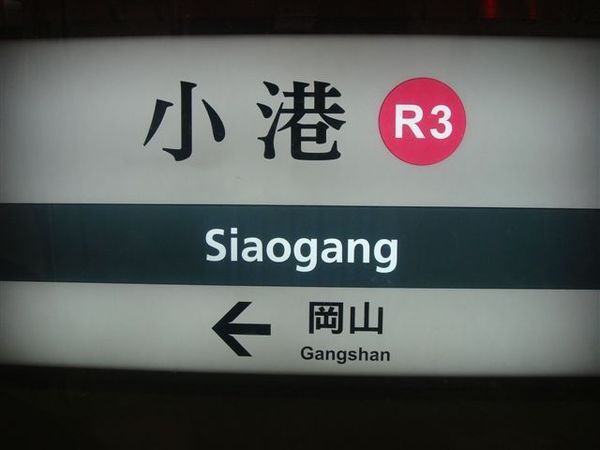 小港 R3
Siaogang
← 岡山
Gangshan